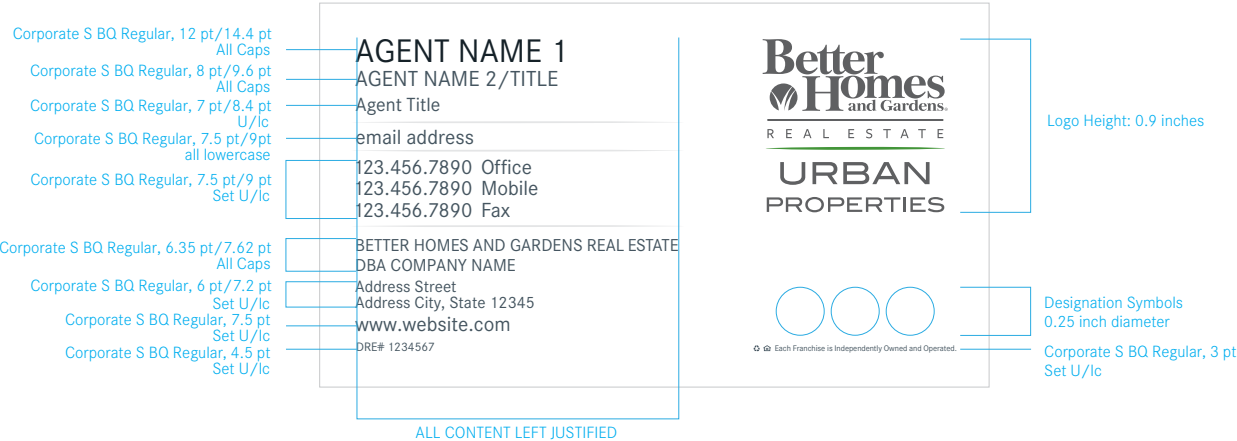 Corporate S BQ Regular, 12 pt/14.4 pt
All Caps
Corporate S BQ Regular, 8 pt/9.6 pt
All Caps
Corporate S BQ Regular, 7 pt/8.4 pt
U/lc
Corporate S BQ Regular, 7.5 pt/9pt
all lowercase
Corporate S BQ Regular, 7.5 pt/9 pt
Set U/lc
Corporate S BQ Regular, 6.35 pt/7.62 pt
All Caps
Corporate S BQ Regular, 6 pt/7.2 pt
Set U/lc
Corporate S BQ Regular, 7.5 pt
Set U/lc
Corporate S BQ Regular, 4.5 pt
Set U/lc
AGENT NAME 1
AGENT NAME 2/TITLE
Agent Title
email address
123.456.7890 Office
123.456.7890 Mobile
123.456.7890 Fax
BETTER HOMES AND GARDENS REAL ESTATE
DBA COMPANY NAME
Address Street
Address City, State 12345
www.website.com
DRE# 1234567
ALL CONTENT LEFT JUSTIFIED
Better
Homes
and Gardens®
REAL ESTATE
URBAN
PROPERTIES
Each Franchise is Independently Owned and Operated.
Logo Height: 0.9 inches
Designation Symbols
0.25 inch diameter
Corporate S BQ Regular, 3 pt
Set U/lc